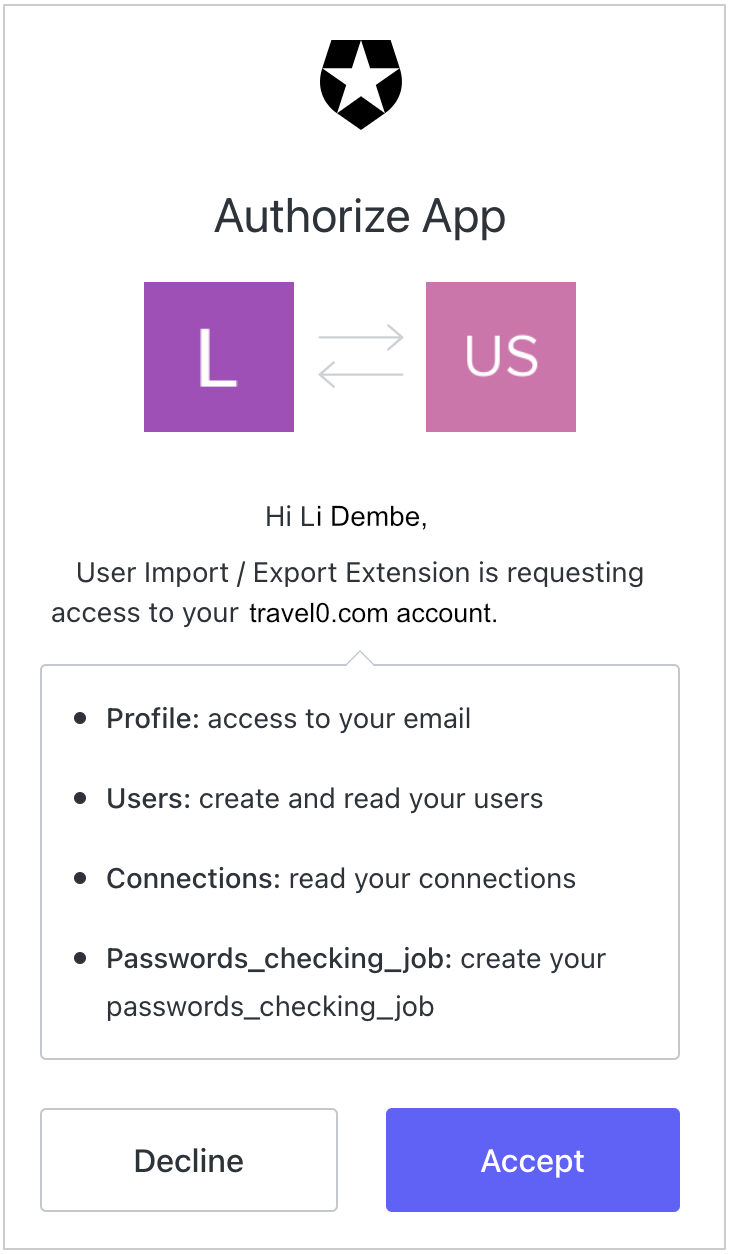 Authorize App
L
US
Hi Li Dembe,
User Import / Export Extension is requesting
access to your travel0.com account.
• Profile: access to your email
• Users: create and read your users
• Connections: read your connections
• Passwords_checking_job: create your
passwords_checking_job
Decline
Accept